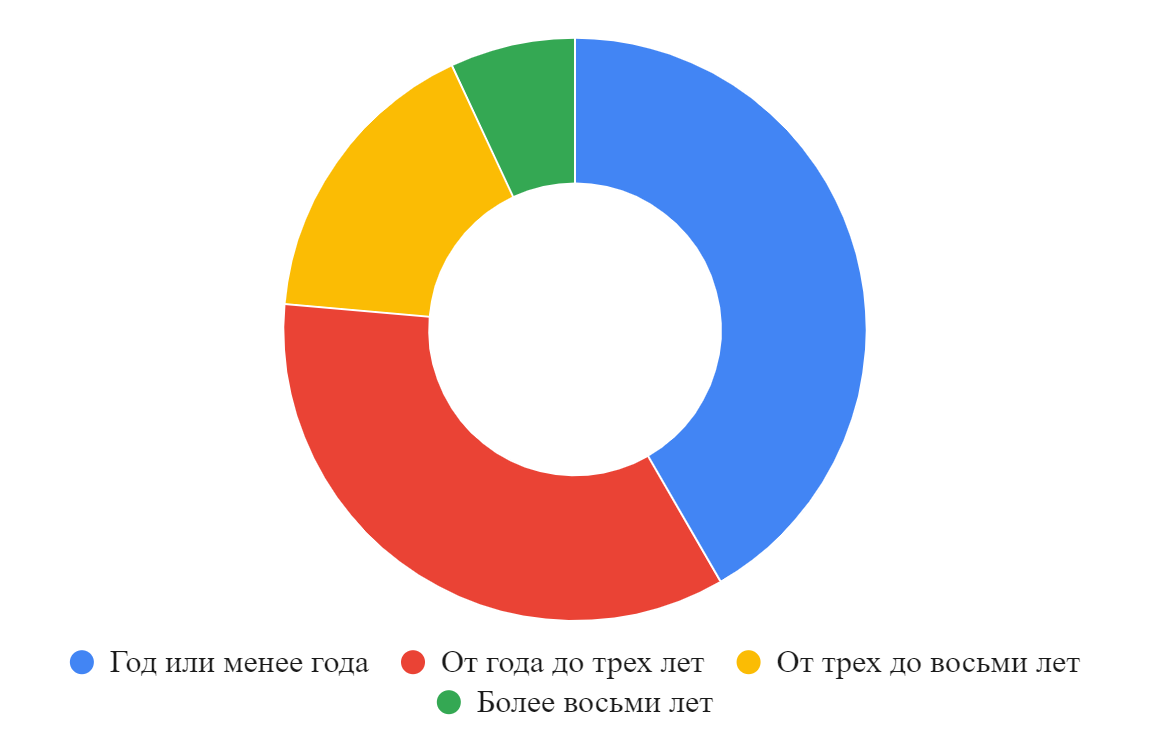 Год или менее года От года до трех лет От трех до восьми лет
Более восьми лет